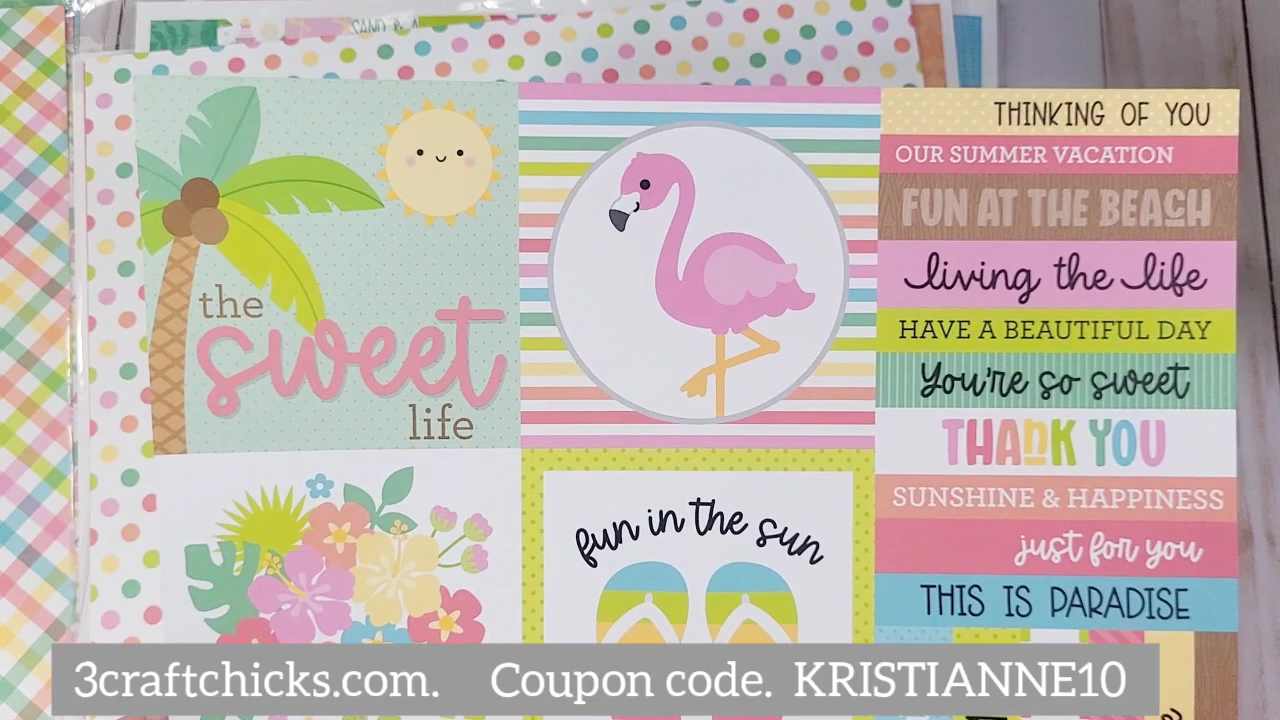 SAND &
the
sweet
life
fun in the sun
THINKING OF YOU
OUR SUMMER VACATION
FUN AT THE BEACH
living the life
HAVE A BEAUTIFUL DAY
You're so sweet
THANK YOU
SUNSHINE & HAPPINESS
just for you
THIS IS PARADISE
3craftchicks.com. Coupon code. KRISTIANNE10